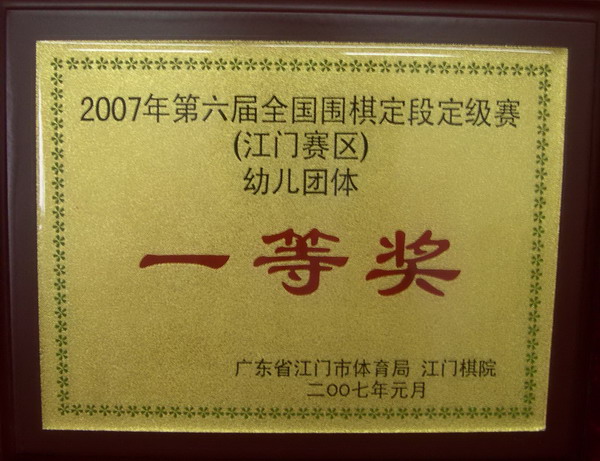 2007年第六届全国围棋定段定级赛
(江门赛区)
幼儿团体
一等奖
广东省江门市体育局 江门棋院
二OO七年元月